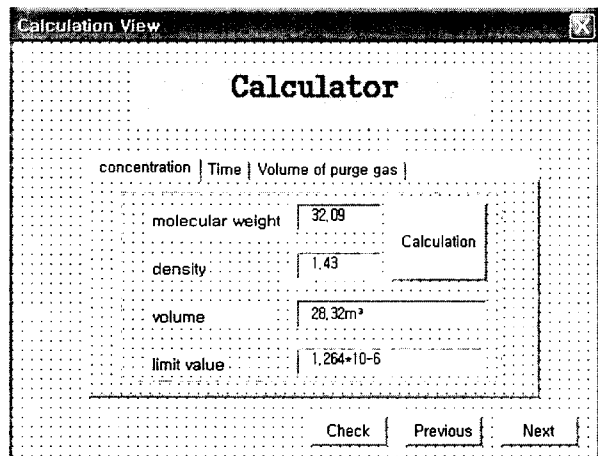 Calculation View
Calculator
concentration Time Volume of purge gas
molecular weight 32,09
Calculation
density 1,43
volume 28,32m³
limit value 1,264*10-6
Check Previous Next